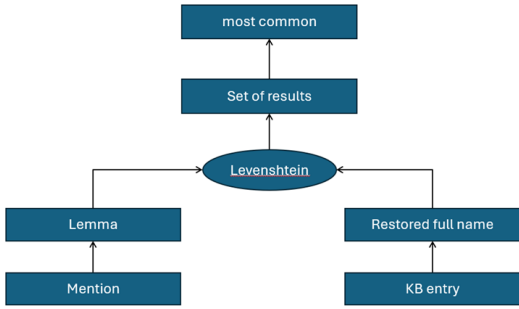 most common
Set of results
Levenshtein
Lemma
Restored full name
Mention
KB entry